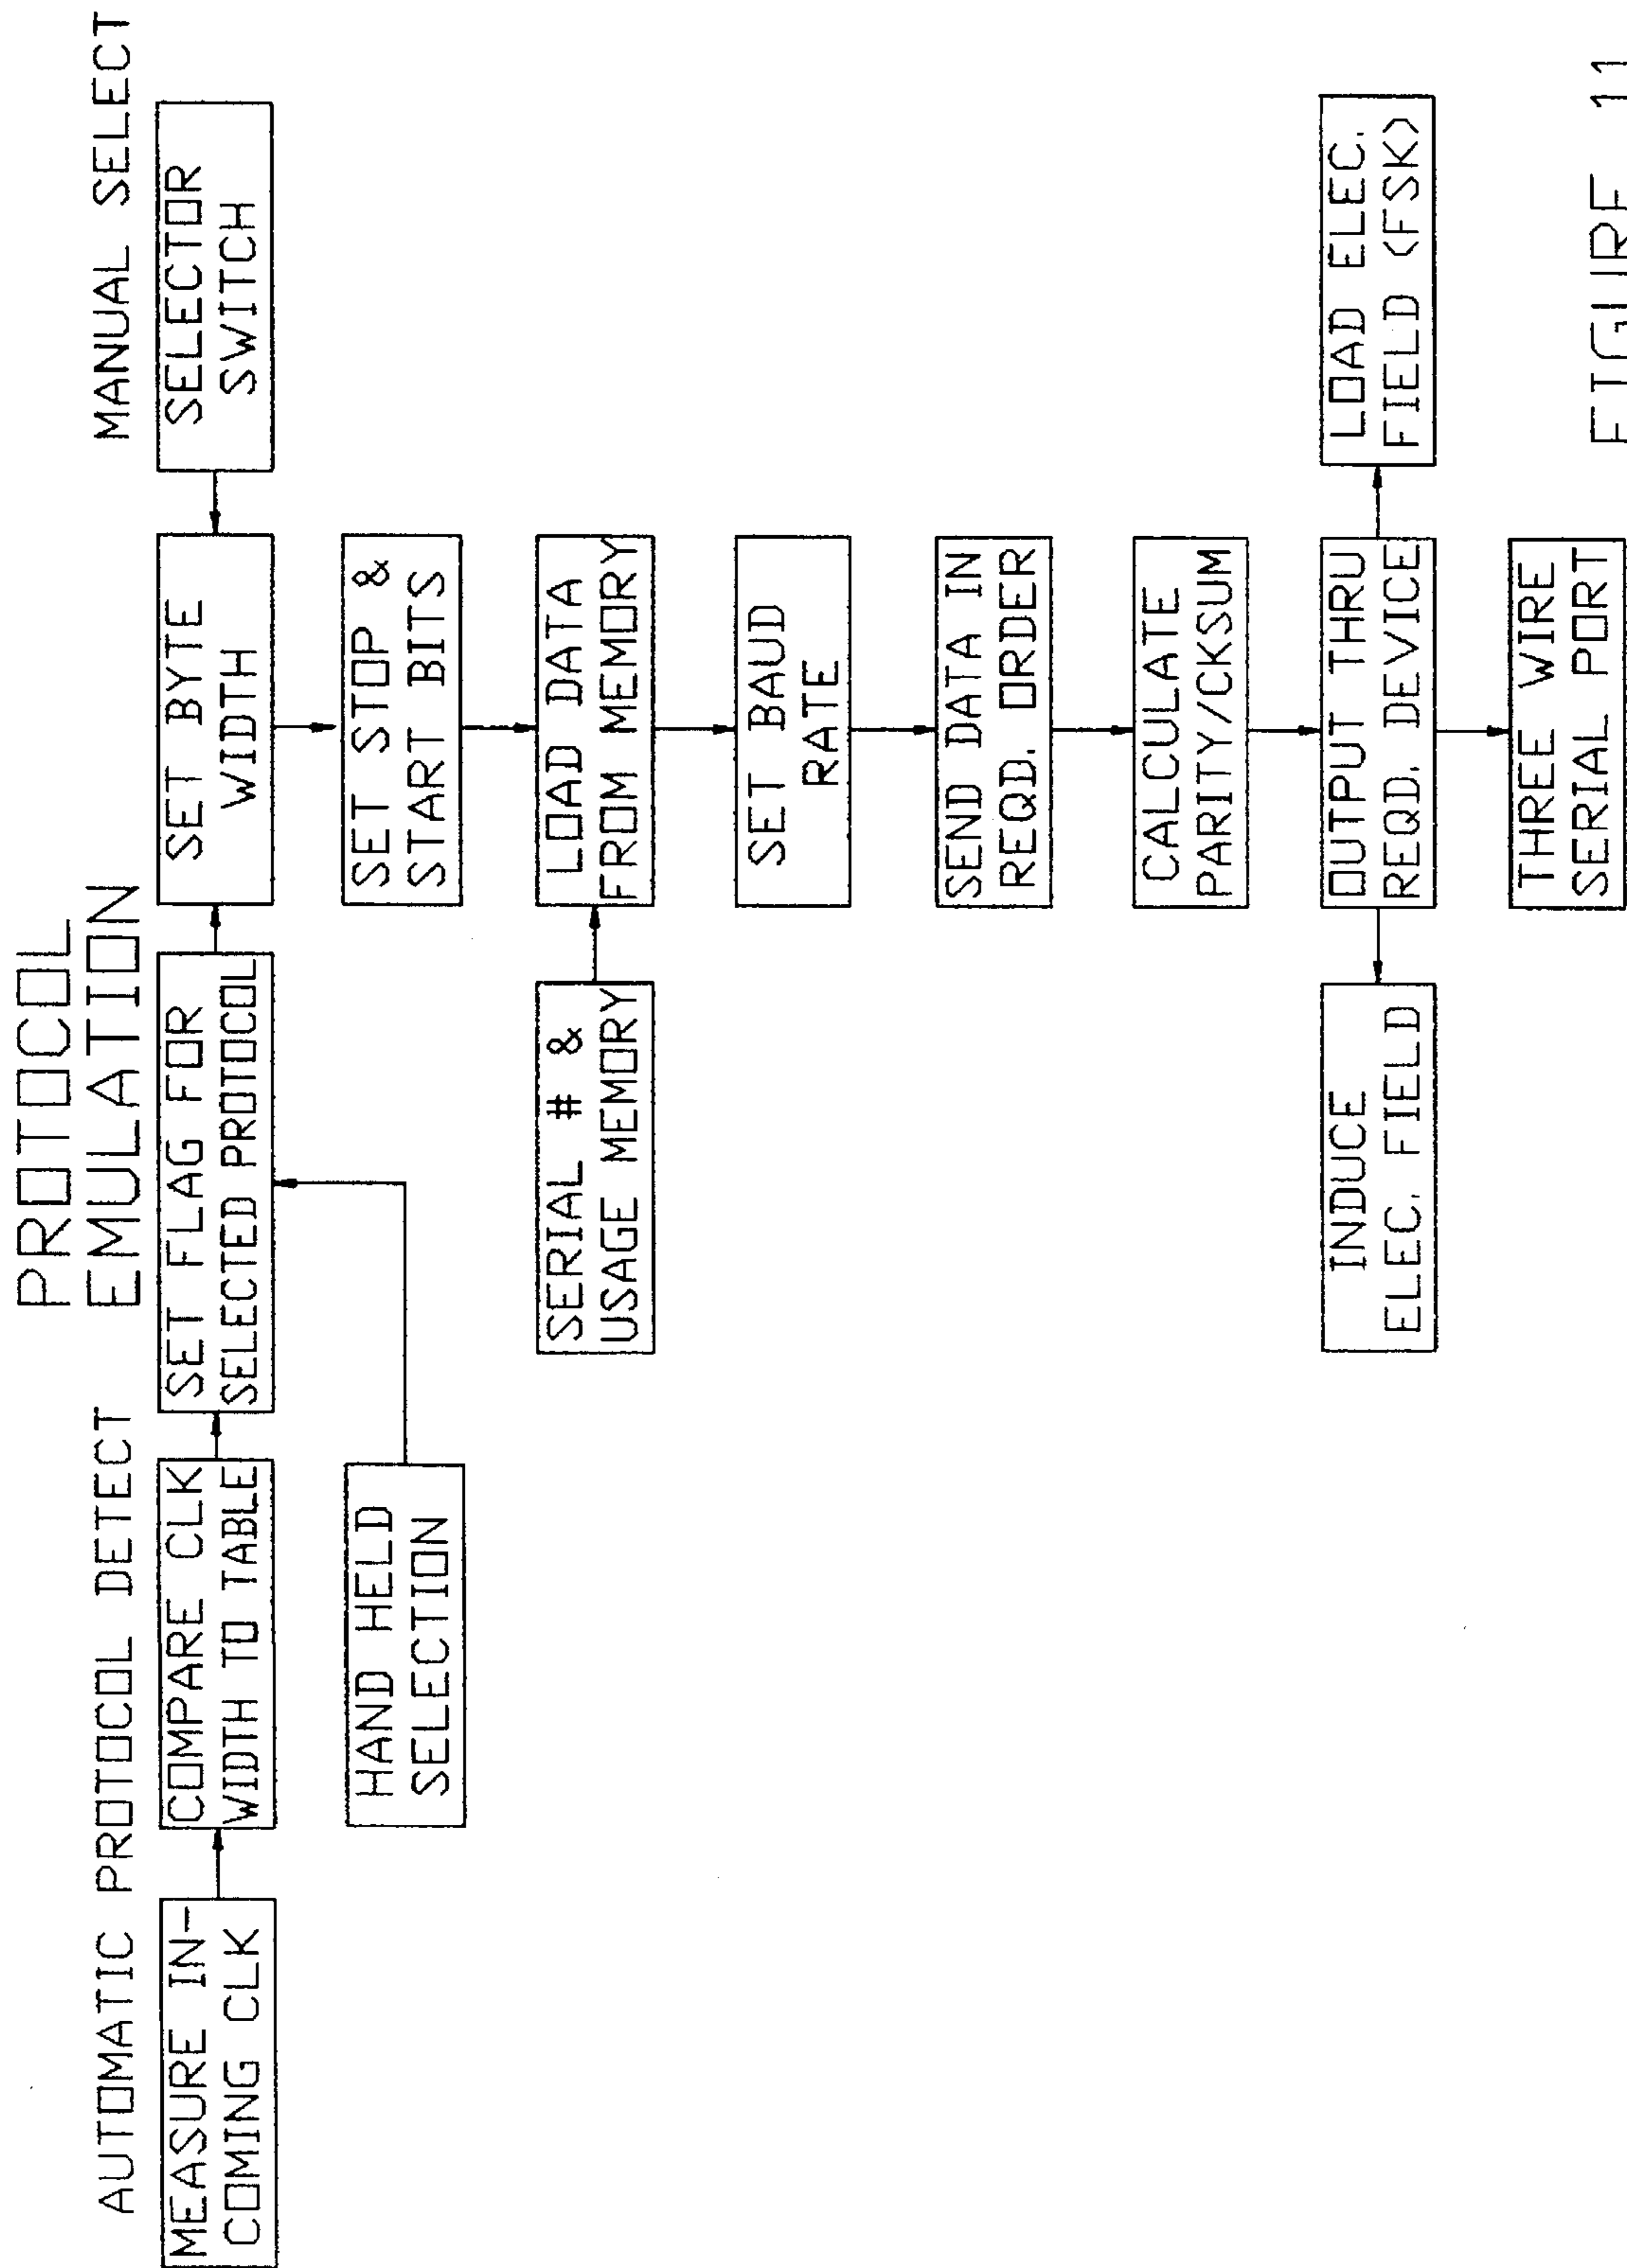 PROTOCOL
EMULATION
AUTOMATIC PROTOCOL DETECT
MANUAL SELECT
MEASURE IN-
COMING CLK
COMPARE CLK
WIDTH TO TABLE
SET FLAG FOR
SELECTED PROTOCOL
SET BYTE
WIDTH
SELECTOR
SWITCH
HAND HELD
SELECTION
SET STOP &
START BITS
SERIAL # &
USAGE MEMORY
LOAD DATA
FROM MEMORY
SET BAUD
RATE
SEND DATA IN
REQD. ORDER
CALCULATE
PARITY/CKSUM
INDUCE
ELEC. FIELD
OUTPUT THRU
REQD. DEVICE
LOAD ELEC.
FIELD (FSK)
THREE WIRE
SERIAL PORT
FIGURE 11